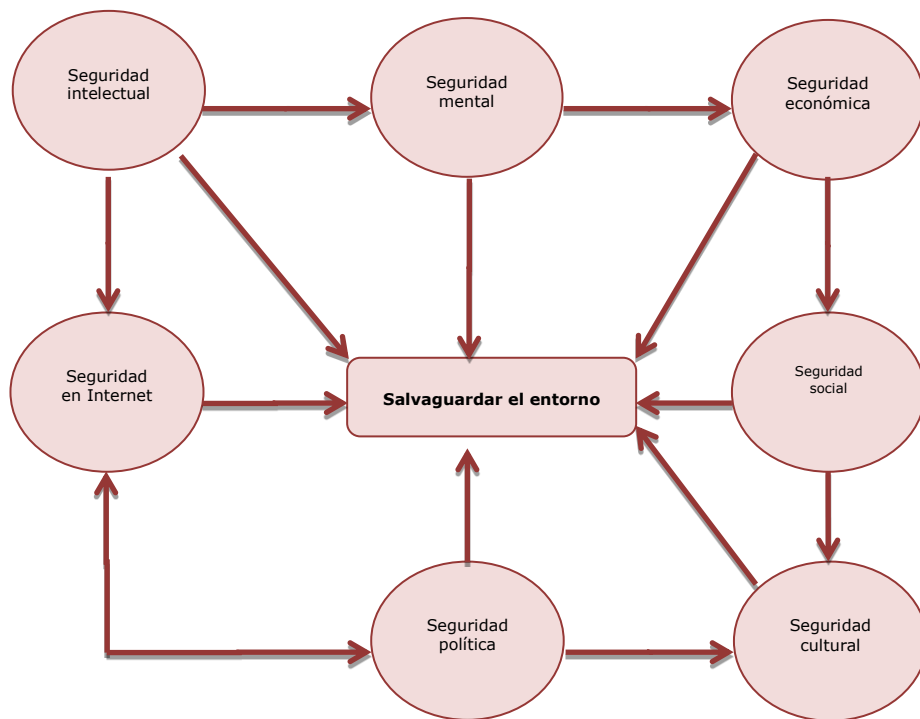 Seguridad
intelectual
Seguridad
mental
Seguridad
económica
Seguridad
en Internet
Salvaguardar el entorno
Seguridad
social
Seguridad
política
Seguridad
cultural